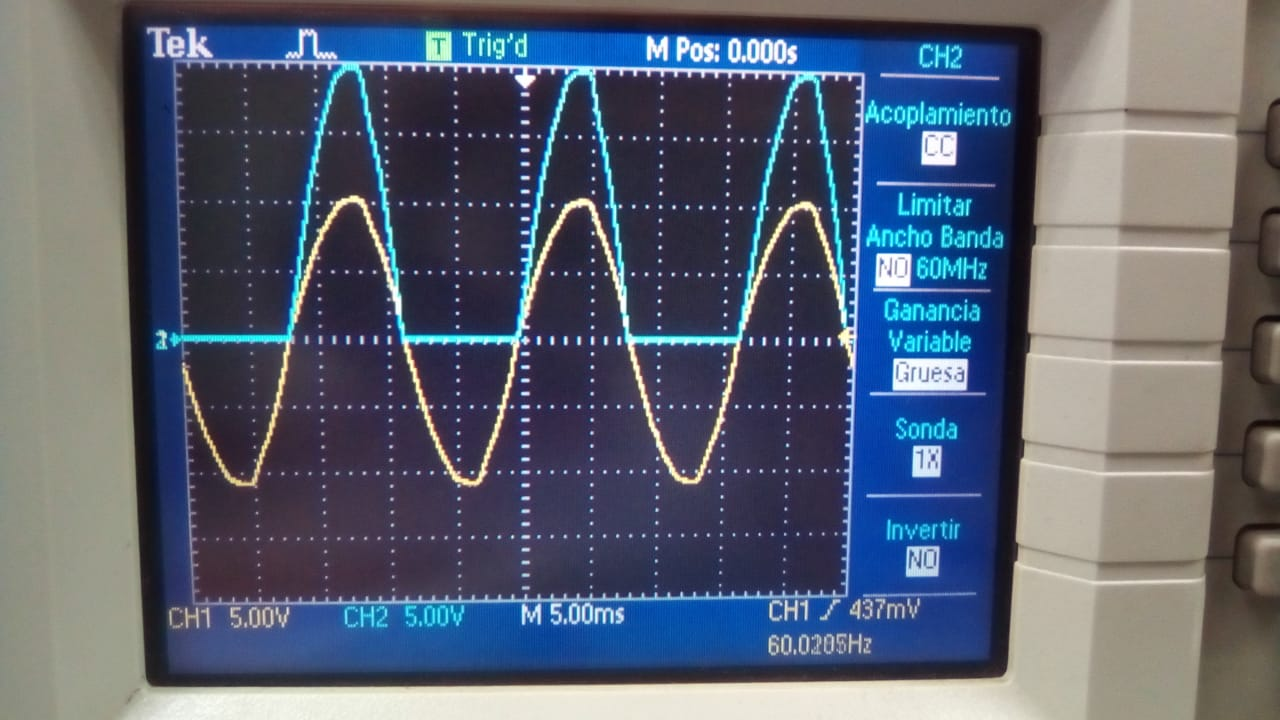 Tek
T Trig'd
M Pos: 0.000s
CH2
Acoplamiento
CC
Limitar
Ancho Banda
NO 60MHz
Ganancia
Variable
Gruesa
Sonda
1X
Invertir
NO
2
CH1 5.00V
CH2 5.00V
M 5.00ms
CH1 437mV
60.0205Hz